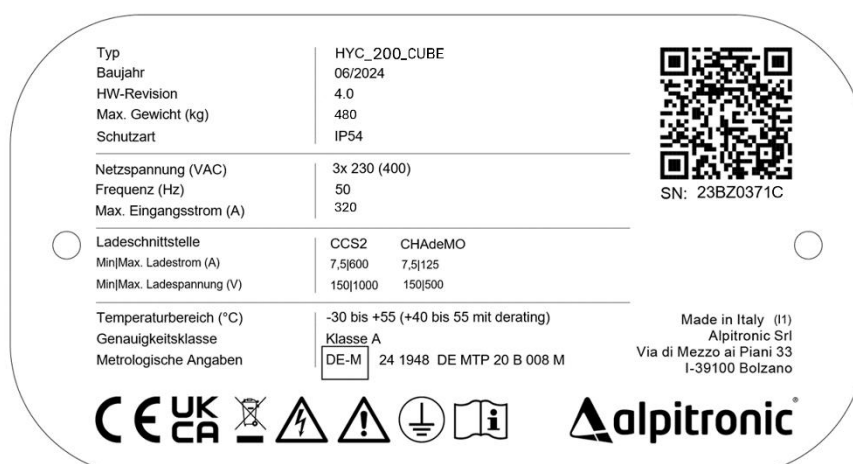 Typ HYC_200_CUBE
Baujahr 06/2024
HW-Revision 4.0
Max. Gewicht (kg) 480
Schutzart IP54
SN: 23BZ0371C
Netzspannung (VAC) 3x 230 (400)
Frequenz (Hz) 50
Max. Eingangsstrom (A) 320
Ladeschnittstelle CCS2 CHAdeMO
Min|Max. Ladestrom (A) 7,5|600 7,5|125
Min|Max. Ladespannung (V) 150|1000 150|500
Temperaturbereich (°C) -30 bis +55 (+40 bis 55 mit derating)
Genauigkeitsklasse Klasse A
Metrologische Angaben DE-M 24 1948 DE MTP 20 B 008 M
Made in Italy (I1)
Alpitronic Srl
Via di Mezzo ai Piani 33
I-39100 Bolzano
CE UK
CA
alpitronic